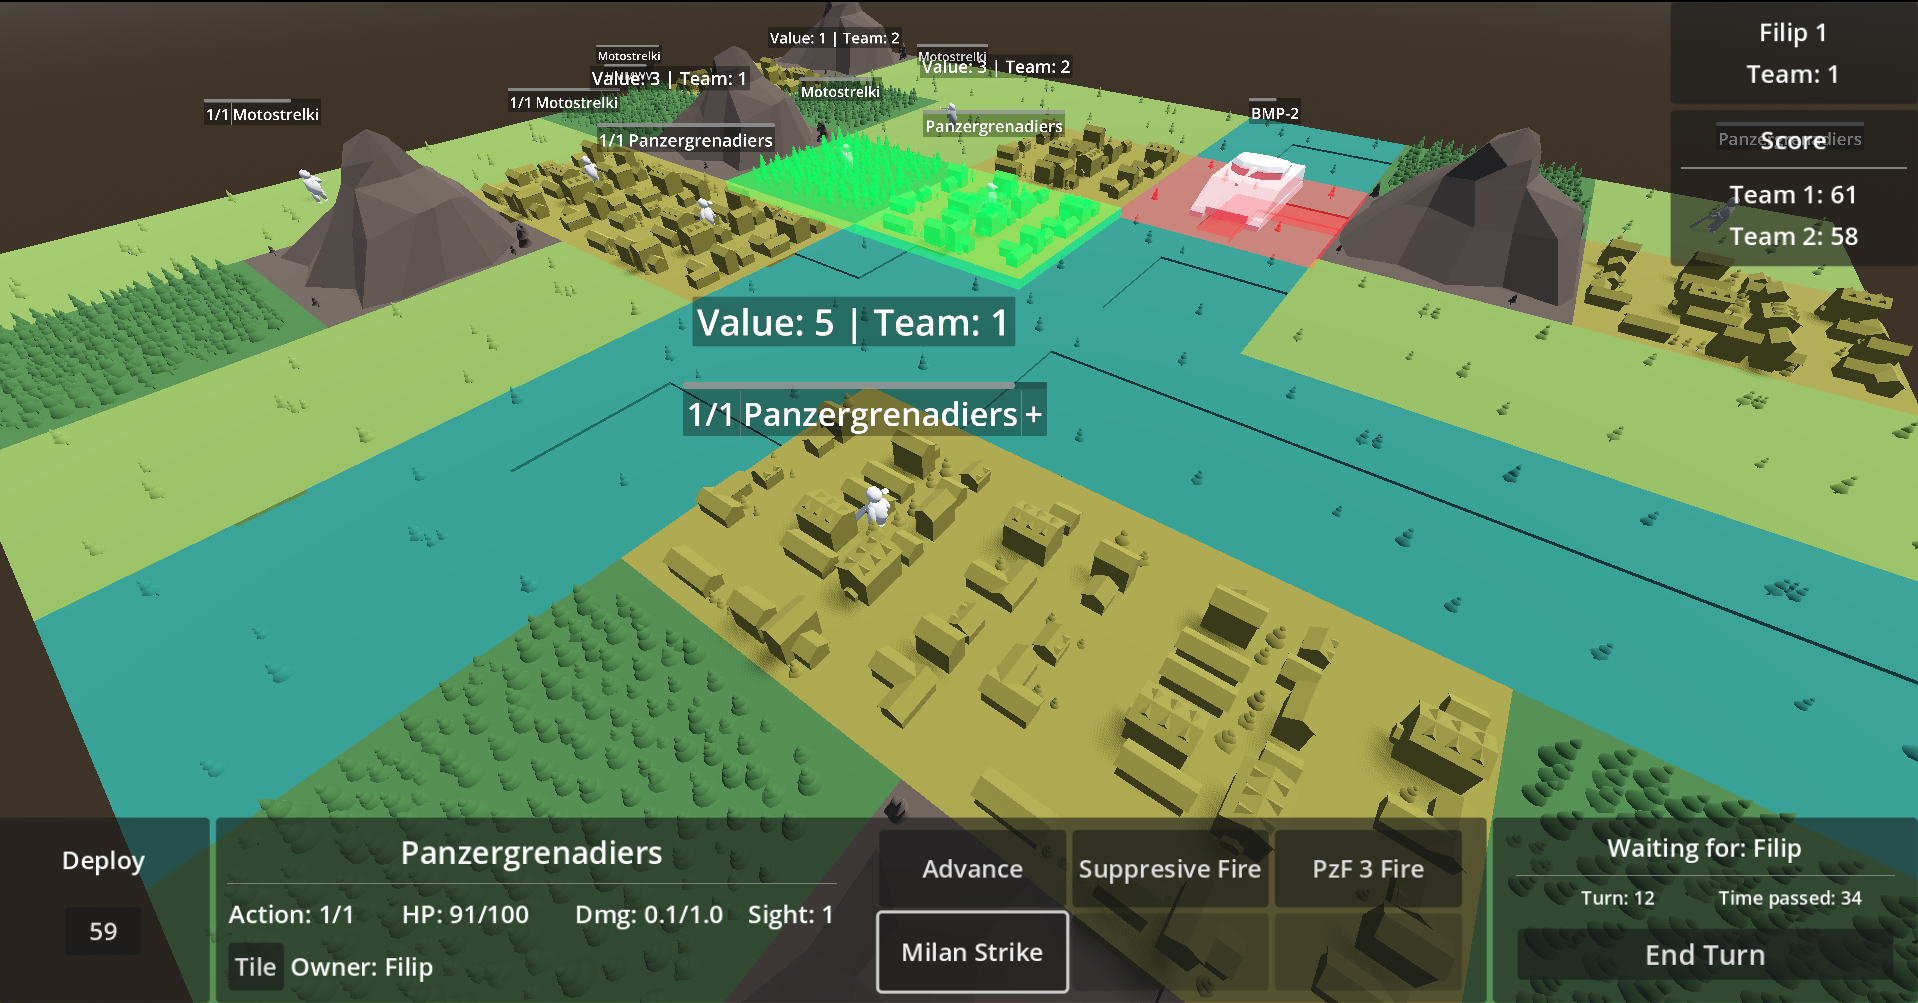 Value: 1 | Team: 2
Motostrelki
Motostrelki
Value: 3 | Team: 1
Value: 3 | Team: 2
Motostrelki
1/1 Motostrelki
1/1 Motostrelki
BMP-2
Panzergrenadiers
1/1 Panzergrenadiers
Filip 1
Team: 1
Panzergrenadiers
Score
Team 1: 61
Team 2: 58
Value: 5 | Team: 1
1/1 Panzergrenadiers +
Deploy
59
Panzergrenadiers
Action: 1/1 HP: 91/100 Dmg: 0.1/1.0 Sight: 1
Tile Owner: Filip
Advance Suppresive Fire PzF 3 Fire
Milan Strike
Waiting for: Filip
Turn: 12 Time passed: 34
End Turn